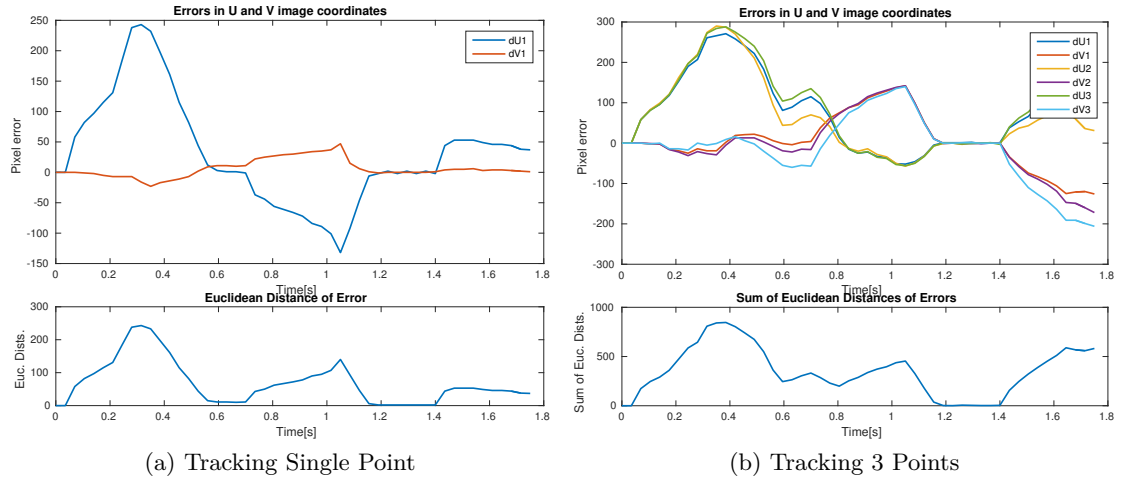 Errors in U and V image coordinates
Pixel error
250
200
150
100
50
0
-50
-100
-150
dU1
dV1
0 0.2 0.4 0.6 0.8 1 1.2 1.4 1.6 1.8
Time[s]
Euclidean Distance of Error
Euc. Dists.
300
200
100
0
0 0.2 0.4 0.6 0.8 1 1.2 1.4 1.6 1.8
Time[s]
(a) Tracking Single Point
Errors in U and V image coordinates
Pixel error
300
200
100
0
-100
-200
-300
dU1
dV1
dU2
dV2
dU3
dV3
0 0.2 0.4 0.6 0.8 1 1.2 1.4 1.6 1.8
Time[s]
Sum of Euclidean Distances of Errors
Sum of Euc. Dists.
1000
500
0
0 0.2 0.4 0.6 0.8 1 1.2 1.4 1.6 1.8
Time[s]
(b) Tracking 3 Points